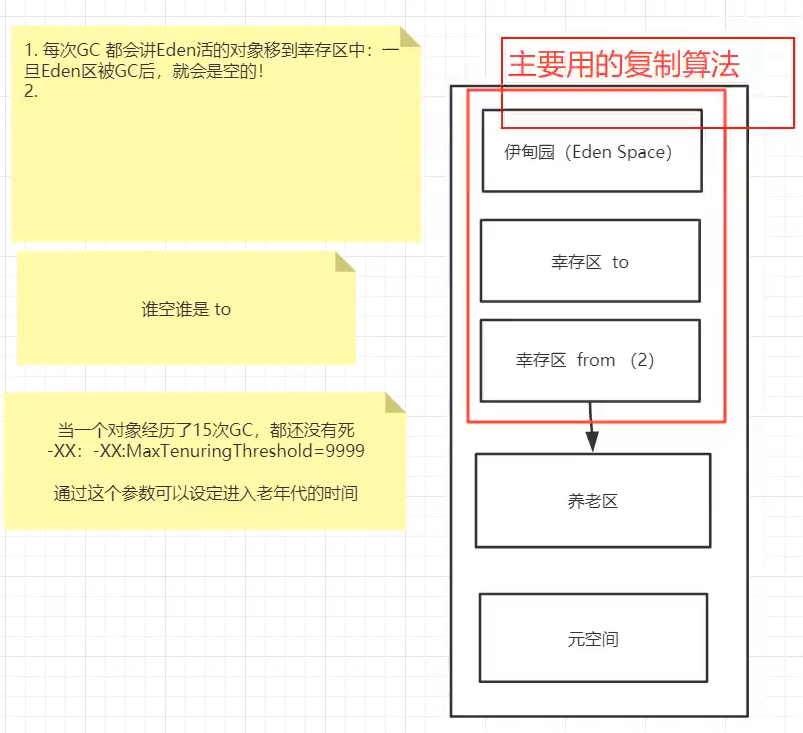 1. 每次GC 都会讲Eden活的对象移到幸存区中：一
旦Eden区被GC后，就会是空的！
2.
谁空谁是 to
当一个对象经历了15次GC，都还没有死
-XX：-XX:MaxTenuringThreshold=9999
通过这个参数可以设定进入老年代的时间
主要用的复制算法
伊甸园（Eden Space）
幸存区 to
幸存区 from （2）
养老区
元空间